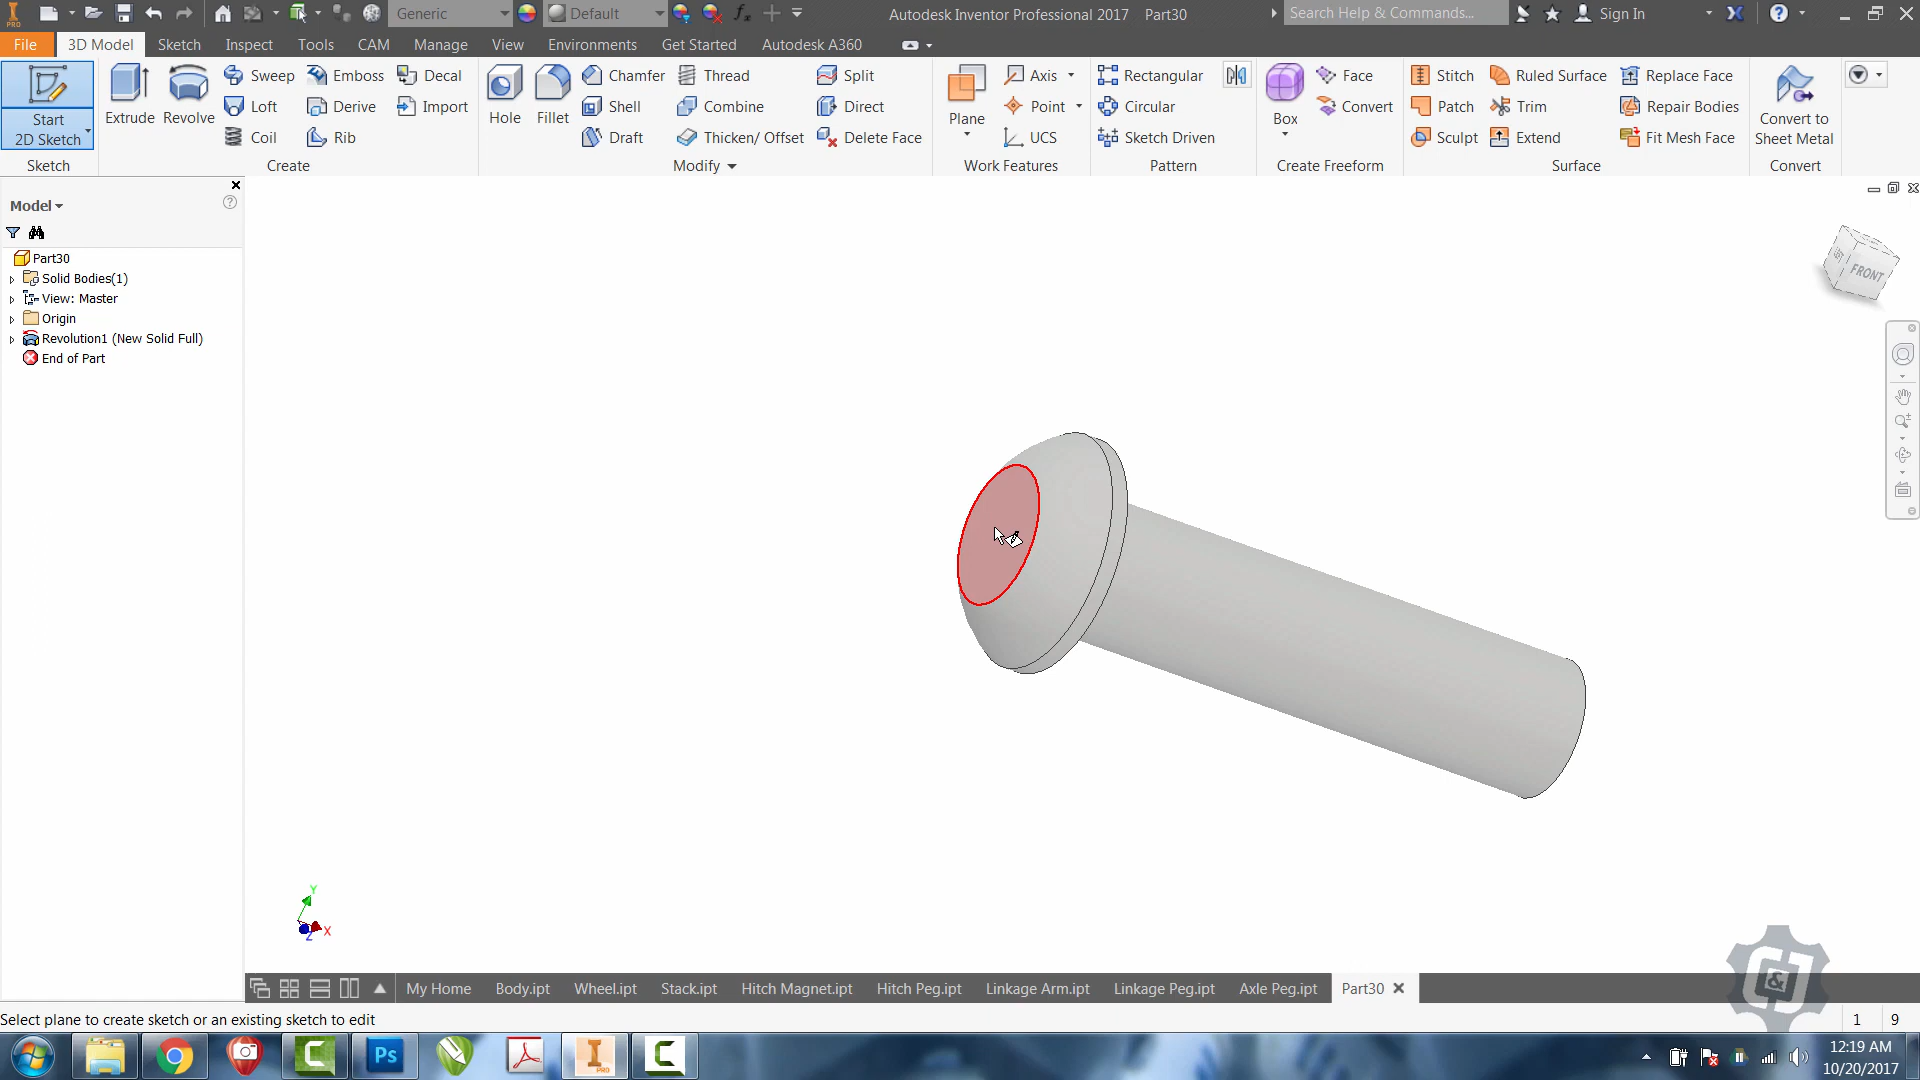 PRO
Generic
Default
Autodesk Inventor Professional 2017 Part30
Search Help & Commands...
Sign In
File 3D Model Sketch Inspect Tools CAM Manage View Environments Get Started Autodesk A360
Start
2D Sketch
Sketch
Extrude
Revolve
Sweep
Loft
Coil
Emboss
Derive
Rib
Decal
Import
Create
Hole
Fillet
Chamfer
Shell
Draft
Thread
Combine
Thicken/ Offset
Split
Direct
Delete Face
Modify
Plane
Axis
Point
UCS
Work Features
Rectangular
Circular
Sketch Driven
Pattern
Box
Face
Convert
Create Freeform
Stitch
Patch
Sculpt
Ruled Surface
Trim
Extend
Replace Face
Repair Bodies
Fit Mesh Face
Surface
Convert to
Sheet Metal
Convert
Model
Part30
Solid Bodies(1)
View: Master
Origin
Revolution1 (New Solid Full)
End of Part
FRONT
Y
X
Z
My Home Body.ipt Wheel.ipt Stack.ipt Hitch Magnet.ipt Hitch Peg.ipt Linkage Arm.ipt Linkage Peg.ipt Axle Peg.ipt Part30
Select plane to create sketch or an existing sketch to edit
1 9
Ps
PRO
12:19 AM
10/20/2017